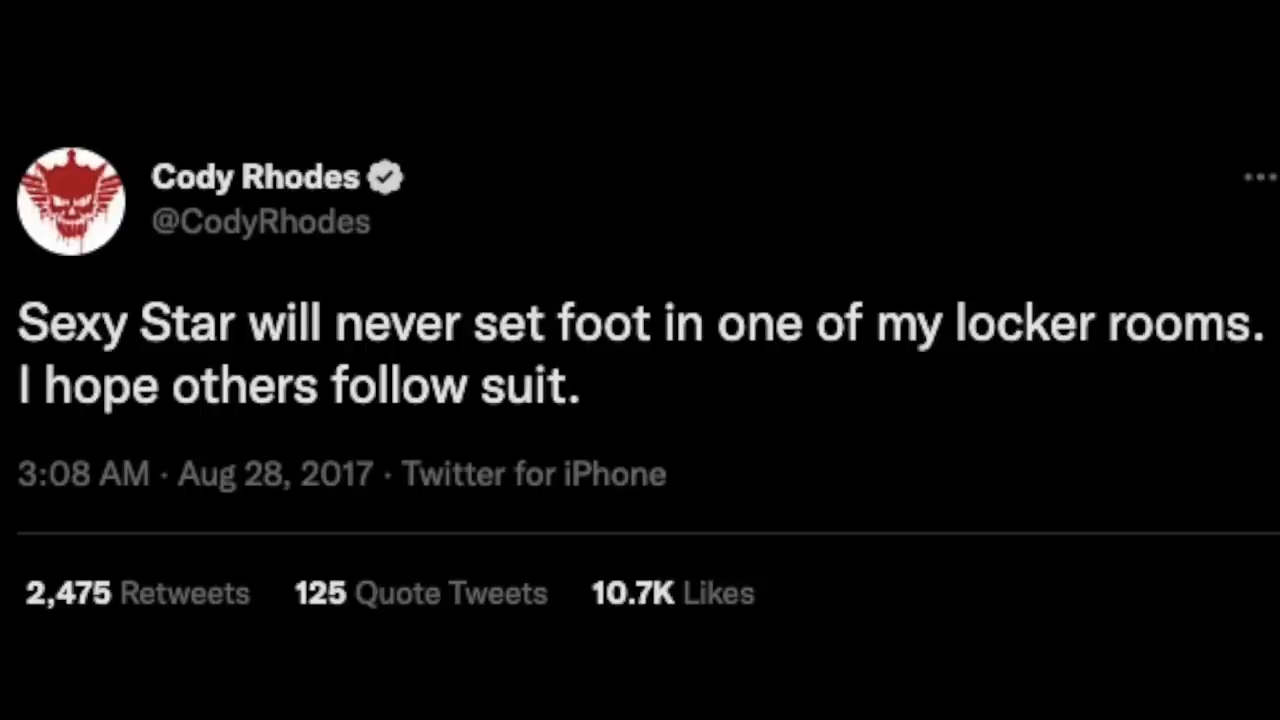 Cody Rhodes
@CodyRhodes
Sexy Star will never set foot in one of my locker rooms.
I hope others follow suit.
3:08 AM · Aug 28, 2017 · Twitter for iPhone
2,475 Retweets 125 Quote Tweets 10.7K Likes